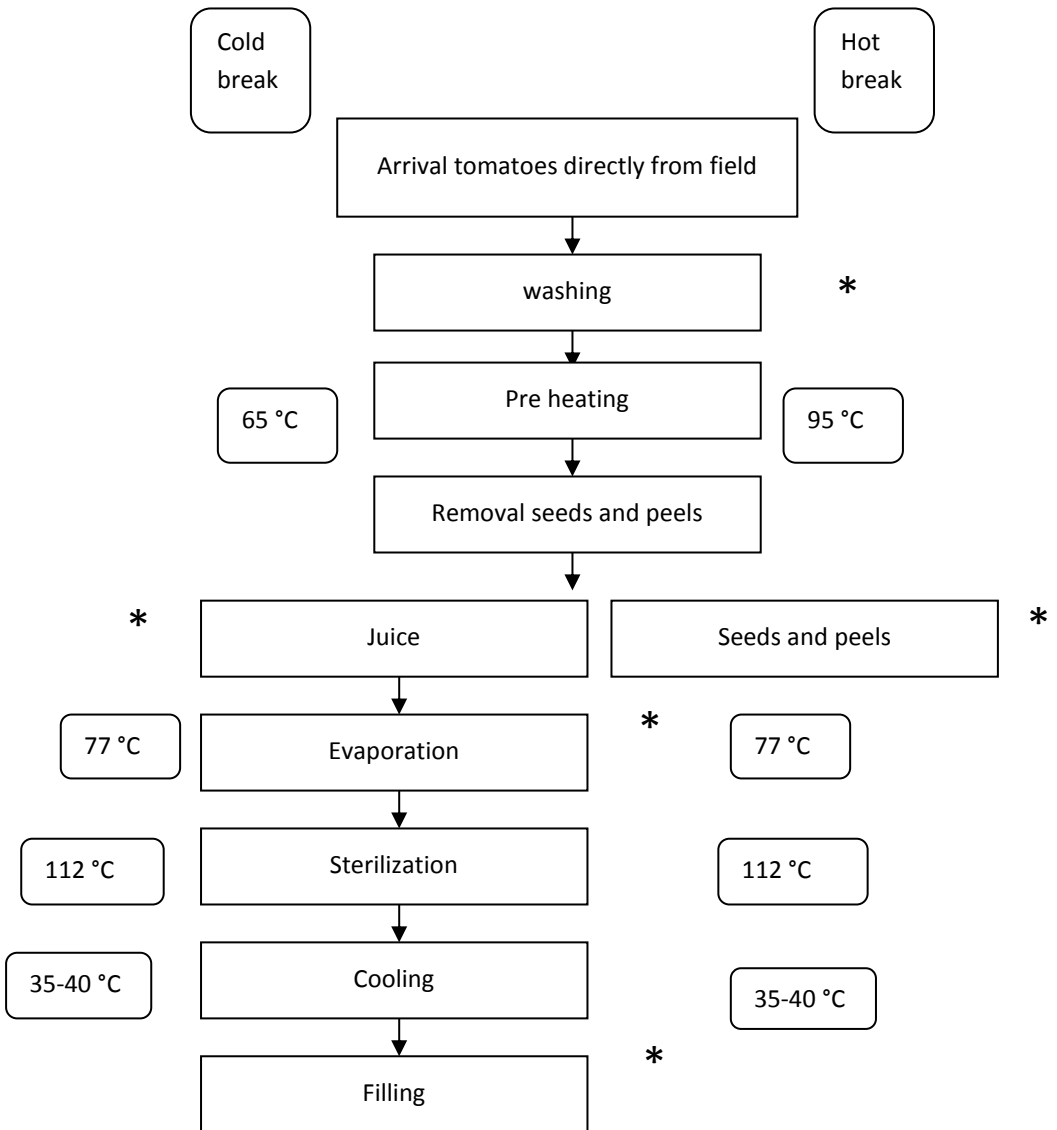 Cold
break
Hot
break
Arrival tomatoes directly from field
washing
*
Pre heating
65 °C
95 °C
Removal seeds and peels
*
Juice
Seeds and peels
*
77 °C
Evaporation
*
77 °C
112 °C
Sterilization
112 °C
35-40 °C
Cooling
35-40 °C
*
Filling